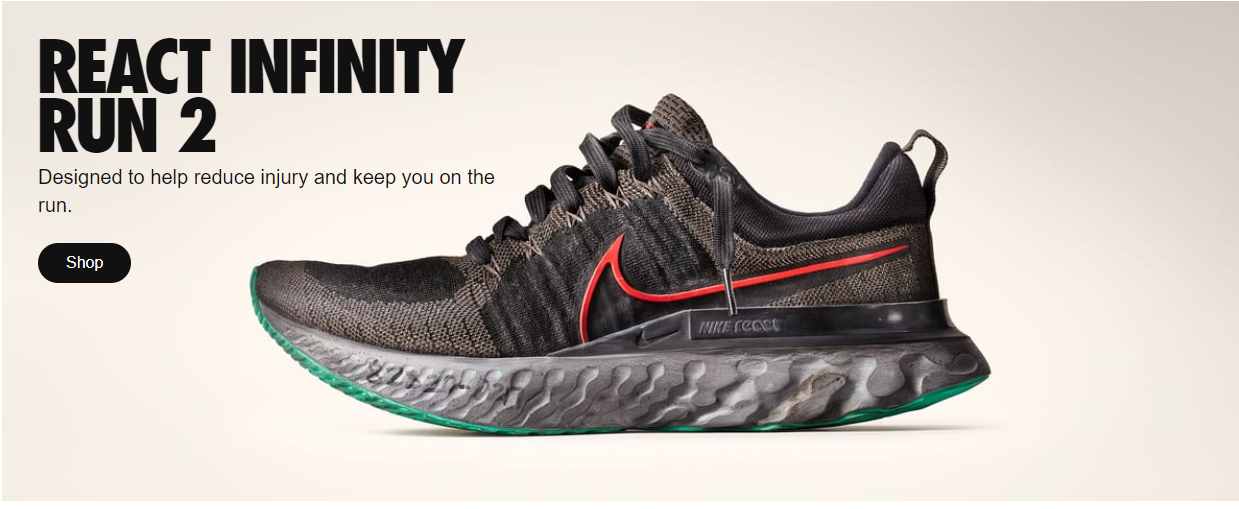 REACT INFINITY
RUN 2
Designed to help reduce injury and keep you on the
run.
Shop
NIKE react